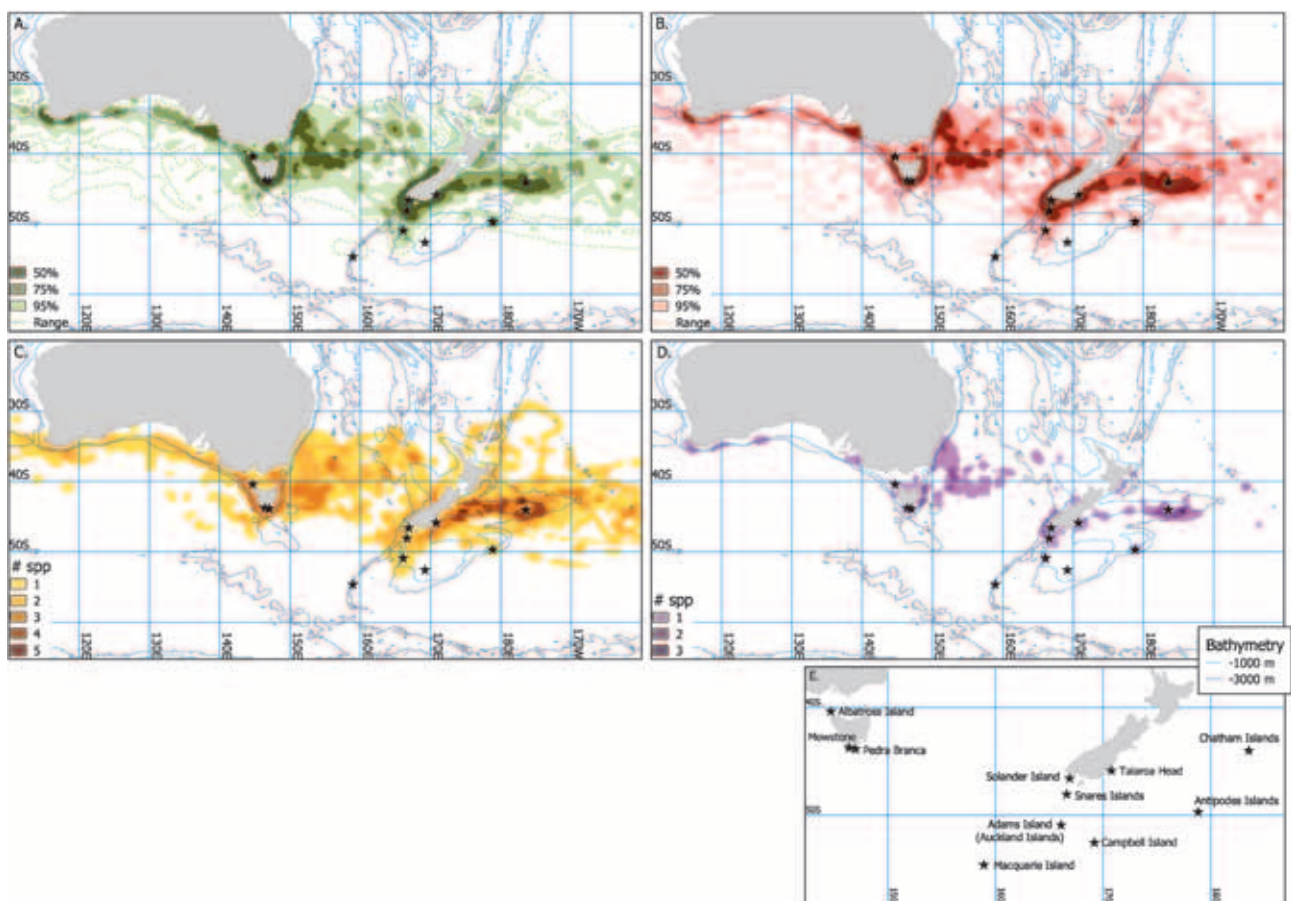 A.
30S
40S
50S
50%
75%
95%
Range
120E
130E
140E
150E
160E
170E
180E
170W
B.
30S
40S
50S
50%
75%
95%
Range
120E
130E
140E
150E
160E
170E
180E
170W
C.
30S
40S
50S
# spp
1
2
3
4
5
120E
130E
140E
150E
160E
170E
180E
170W
D.
30S
40S
50S
# spp
1
2
3
120E
130E
140E
150E
160E
170E
180E
Bathymetry
-1000 m
-3000 m
E.
40S
Albatross Island
Mewstone
Pedra Branca
Chatham Islands
Solander Island
Taiaroa Head
Snares Islands
Antipodes Islands
50S
Adams Island
(Auckland Islands)
Campbell Island
Macquarie Island
150
160
170
180